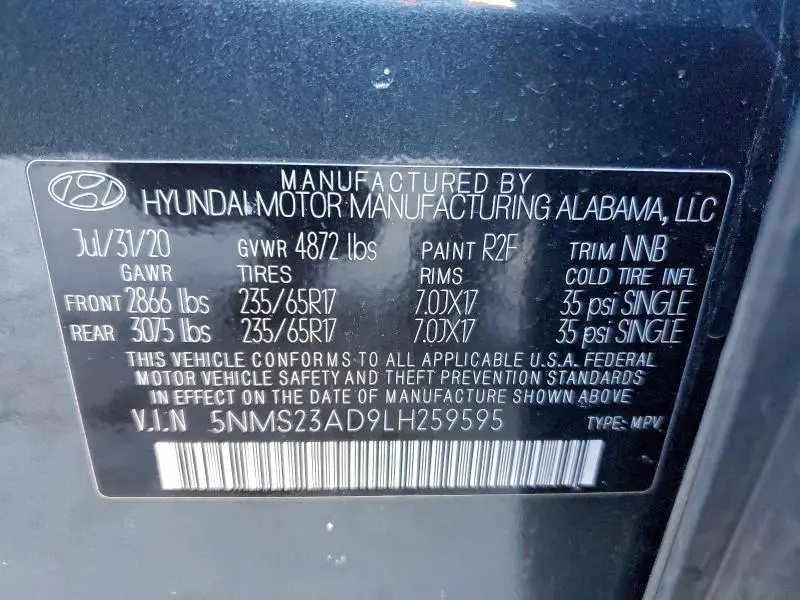 MANUFACTURED BY
HYUNDAI MOTOR MANUFACTURING ALABAMA, LLC
Jul/31/20 GVWR 4872 lbs PAINT R2F TRIM NNB
GAWR TIRES RIMS COLD TIRE INFL
FRONT 2866 lbs 235/65R17 7.0JX17 35 psi SINGLE
REAR 3075 lbs 235/65R17 7.0JX17 35 psi SINGLE
THIS VEHICLE CONFORMS TO ALL APPLICABLE U.S.A. FEDERAL
MOTOR VEHICLE SAFETY AND THEFT PREVENTION STANDARDS
IN EFFECT ON THE DATE OF MANUFACTURE SHOWN ABOVE
V.I.N 5NMS23AD9LH259595 TYPE: MPV